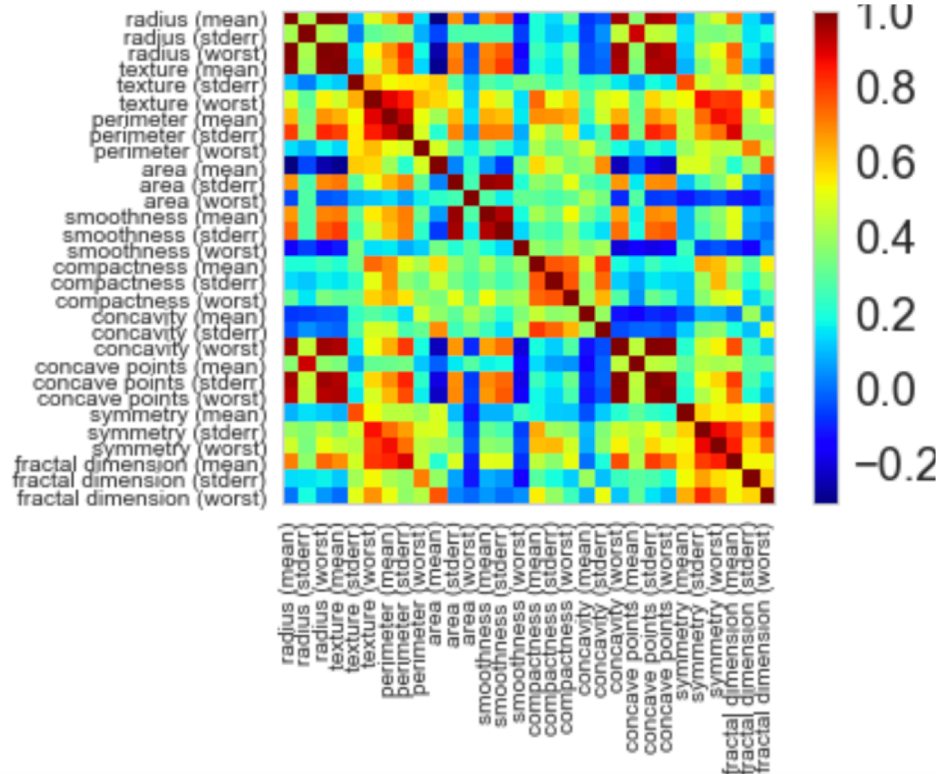 radius (mean)
radius (stderr)
radius (worst)
texture (mean)
texture (stderr)
texture (worst)
perimeter (mean)
perimeter (stderr)
perimeter (worst)
area (mean)
area (stderr)
area (worst)
smoothness (mean)
smoothness (stderr)
smoothness (worst)
compactness (mean)
compactness (stderr)
compactness (worst)
concavity (mean)
concavity (stderr)
concavity (worst)
concave points (mean)
concave points (stderr)
concave points (worst)
symmetry (mean)
symmetry (stderr)
symmetry (worst)
fractal dimension (mean)
fractal dimension (stderr)
fractal dimension (worst)
1.0
0.8
0.6
0.4
0.2
0.0
−0.2
radius (mean)
radius (stderr)
radius (worst)
texture (mean)
texture (stderr)
texture (worst)
perimeter (mean)
perimeter (stderr)
perimeter (worst)
area (mean)
area (stderr)
area (worst)
smoothness (mean)
smoothness (stderr)
smoothness (worst)
compactness (mean)
compactness (stderr)
compactness (worst)
concavity (mean)
concavity (stderr)
concavity (worst)
concave points (mean)
concave points (stderr)
concave points (worst)
symmetry (mean)
symmetry (stderr)
symmetry (worst)
fractal dimension (mean)
fractal dimension (stderr)
fractal dimension (worst)